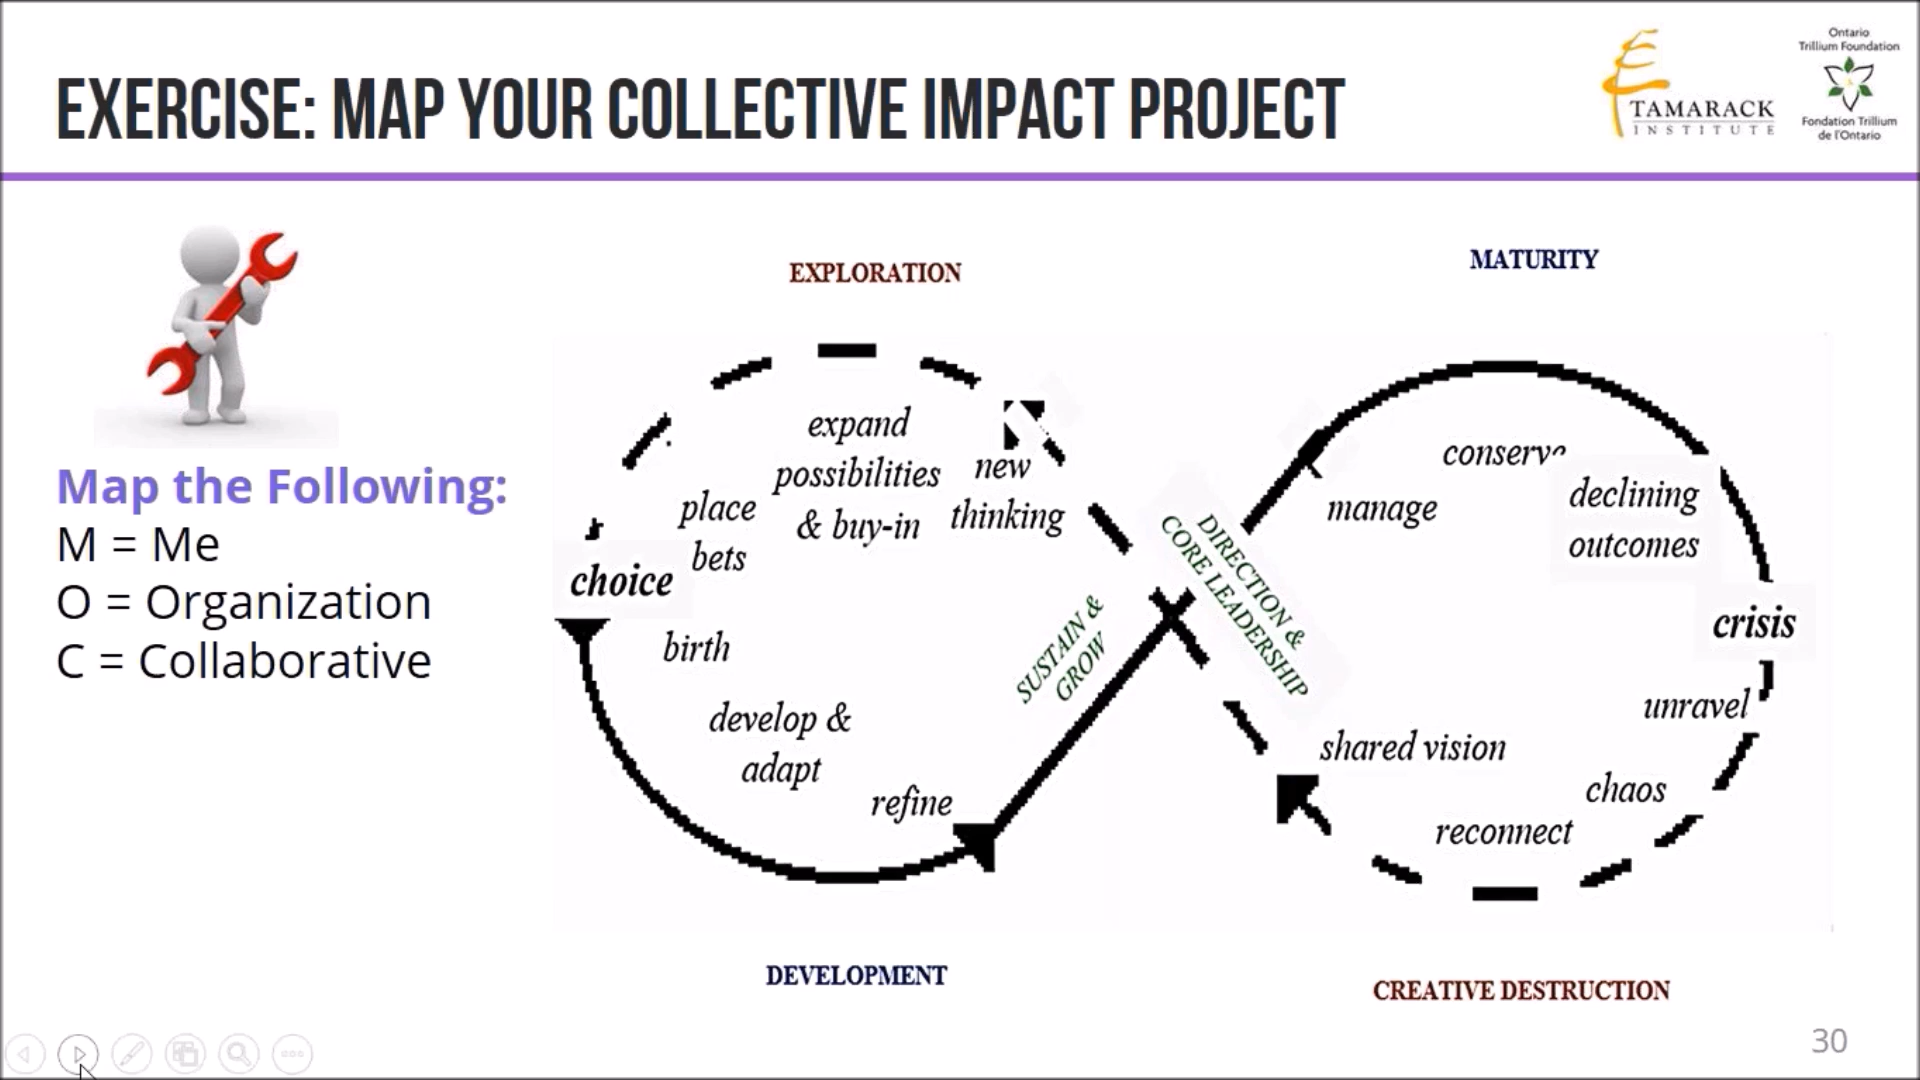 EXERCISE: MAP YOUR COLLECTIVE IMPACT PROJECT
TAMARACK
INSTITUTE
Ontario
Trillium Foundation
Fondation Trillium
de l'Ontario
Map the Following:
M = Me
O = Organization
C = Collaborative
EXPLORATION
MATURITY
expand
possibilities
& buy-in
new
thinking
place
bets
choice
birth
develop &
adapt
refine
SUSTAIN &
GROW
DIRECTION &
CORE LEADERSHIP
conserve
manage
declining
outcomes
crisis
unravel
chaos
reconnect
shared vision
DEVELOPMENT
CREATIVE DESTRUCTION
30